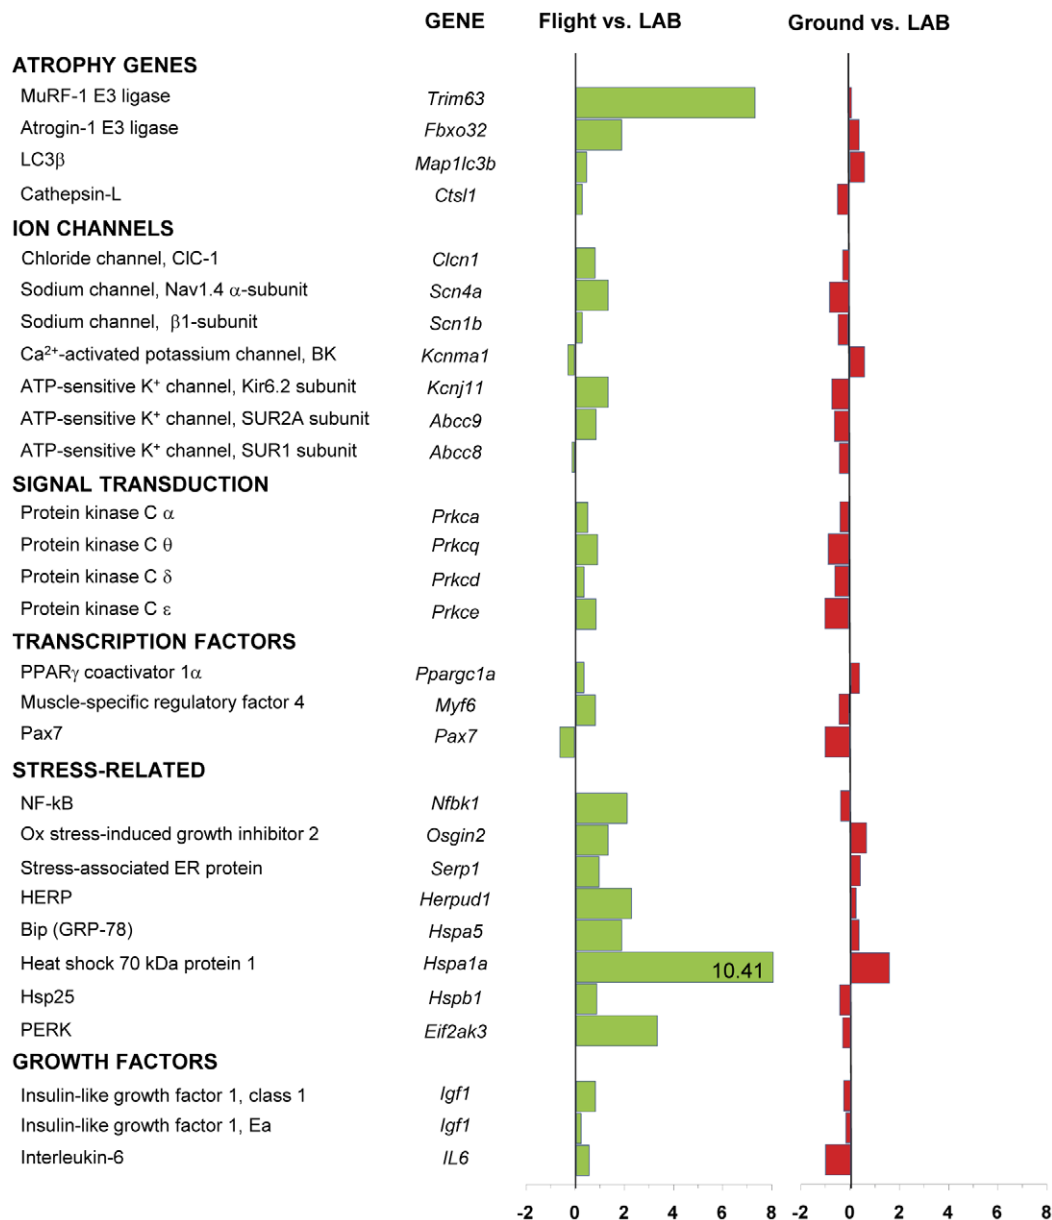 GENE Flight vs. LAB Ground vs. LAB
ATROPHY GENES
MuRF-1 E3 ligase Trim63
Atrogin-1 E3 ligase Fbxo32
LC3β Map1lc3b
Cathepsin-L Ctsl1
ION CHANNELS
Chloride channel, ClC-1 Clcn1
Sodium channel, Nav1.4 α-subunit Scn4a
Sodium channel, β1-subunit Scn1b
Ca²⁺-activated potassium channel, BK Kcnma1
ATP-sensitive K⁺ channel, Kir6.2 subunit Kcnj11
ATP-sensitive K⁺ channel, SUR2A subunit Abcc9
ATP-sensitive K⁺ channel, SUR1 subunit Abcc8
SIGNAL TRANSDUCTION
Protein kinase C α Prkca
Protein kinase C θ Prkcq
Protein kinase C δ Prkcd
Protein kinase C ε Prkce
TRANSCRIPTION FACTORS
PPARγ coactivator 1α Ppargc1a
Muscle-specific regulatory factor 4 Myf6
Pax7 Pax7
STRESS-RELATED
NF-kB Nfbk1
Ox stress-induced growth inhibitor 2 Osgin2
Stress-associated ER protein Serp1
HERP Herpud1
Bip (GRP-78) Hspa5
Heat shock 70 kDa protein 1 Hspa1a 10.41
Hsp25 Hspb1
PERK Eif2ak3
GROWTH FACTORS
Insulin-like growth factor 1, class 1 Igf1
Insulin-like growth factor 1, Ea Igf1
Interleukin-6 IL6
-2 0 2 4 6 8 -2 0 2 4 6 8